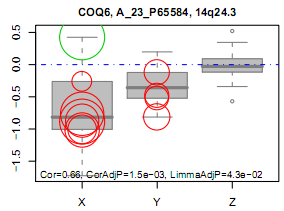 COQ6, A_23_P65584, 14q24.3
0.5
0.0
-0.5
-1.0
-1.5
Cor=0.66, CorAdjP=1.5e-03, LimmaAdjP=4.3e-02
X Y Z